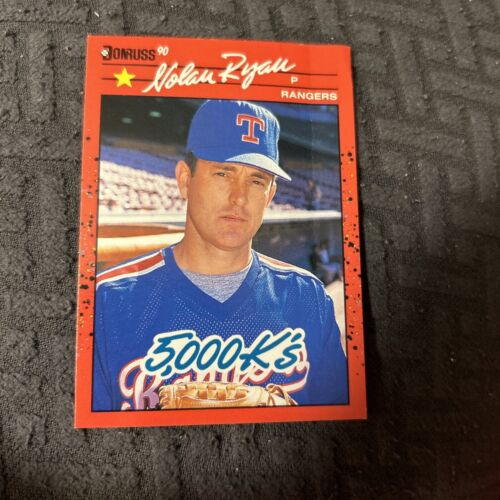 DONRUSS 90
Nolan Ryan
P
RANGERS
T
5,000 K's